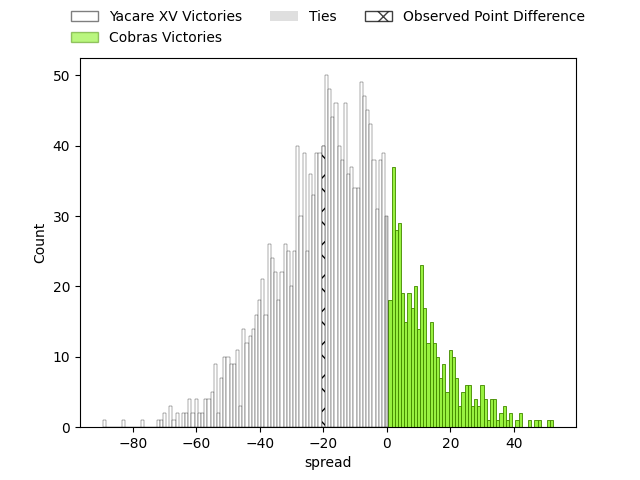 Yacare XV Victories
Ties
Observed Point Difference
Cobras Victories
50
40
30
20
10
0
Count
−80
−60
−40
−20
0
20
40
spread